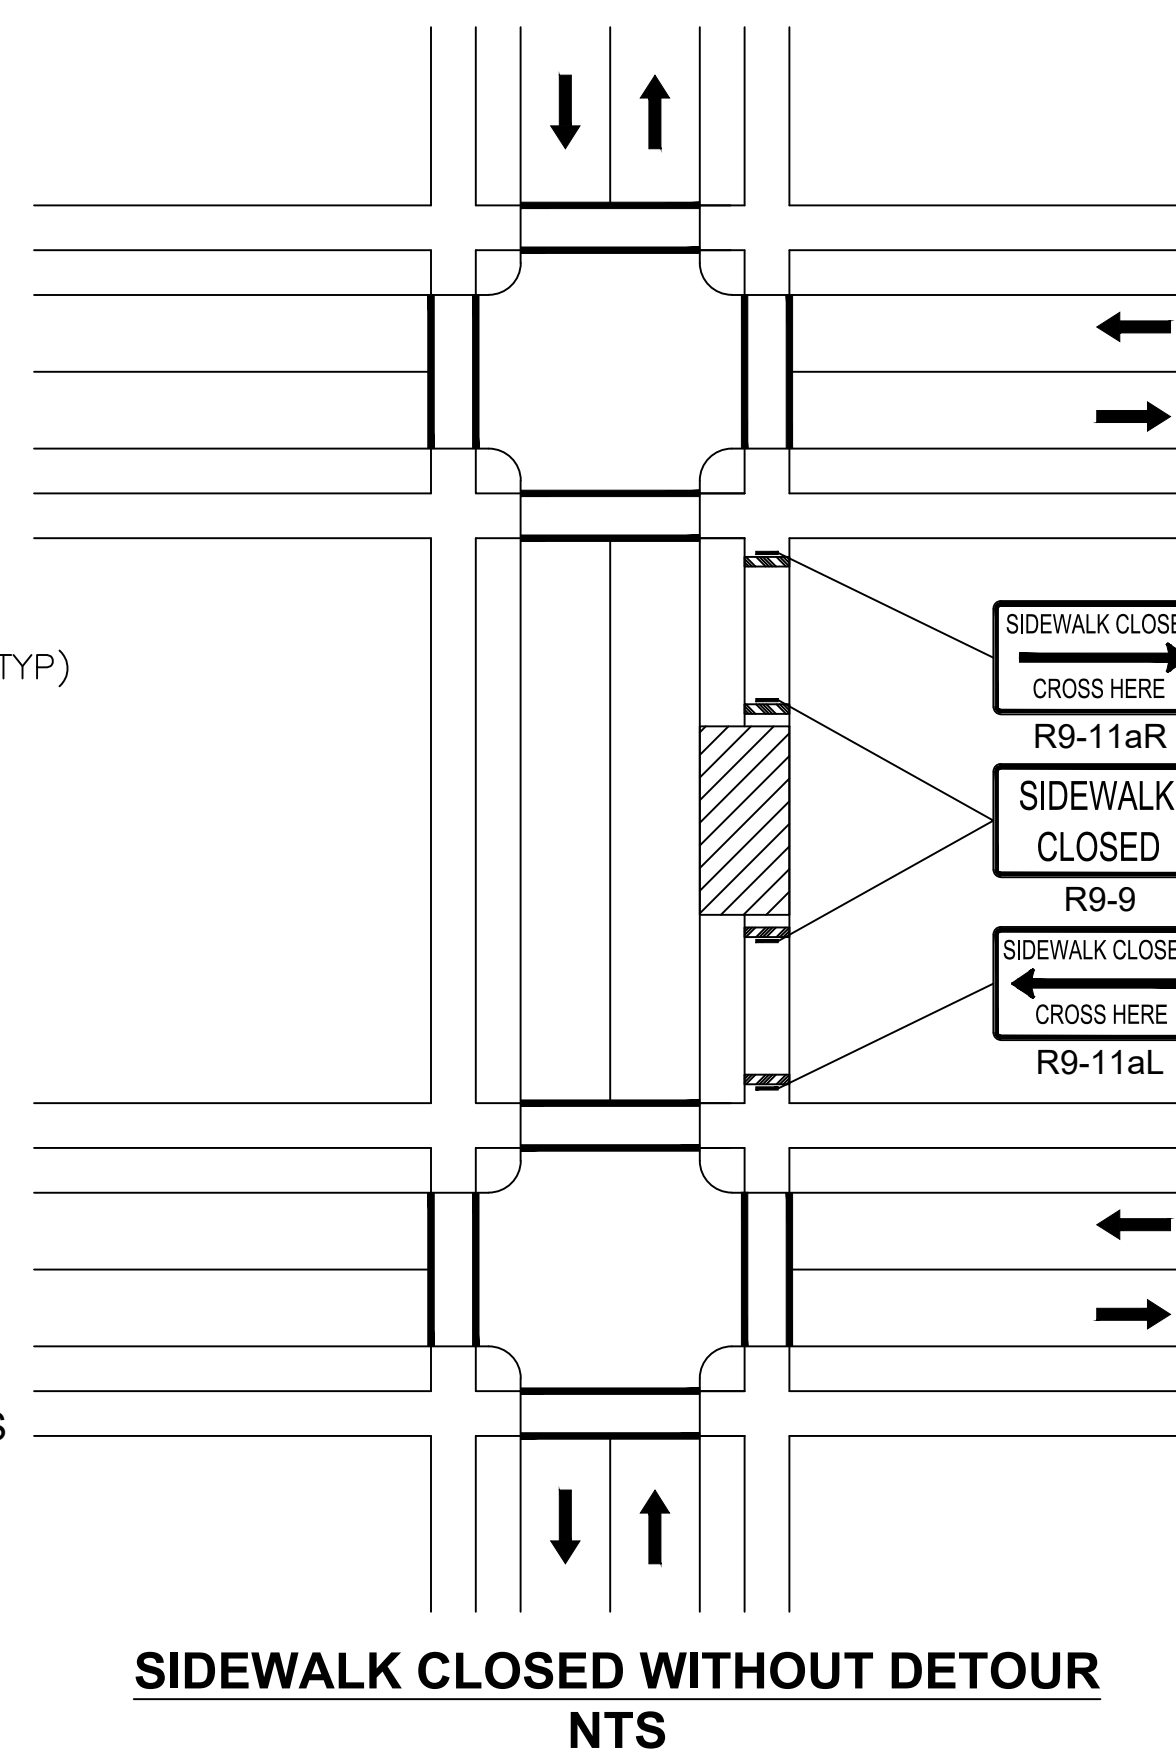 TYP)
SIDEWALK CLOSE
CROSS HERE
R9-11aR
SIDEWALK
CLOSED
R9-9
SIDEWALK CLOSE
CROSS HERE
R9-11aL
S
SIDEWALK CLOSED WITHOUT DETOUR
NTS